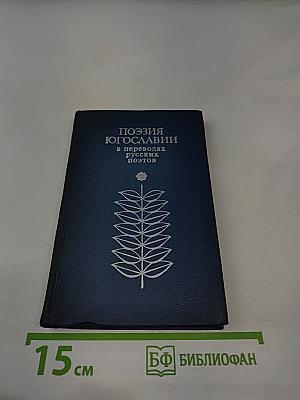 ПОЭЗИЯ
ЮГОСЛАВИИ
в переводах
русских
поэтов
15 см
БФ БИБЛИОФАН